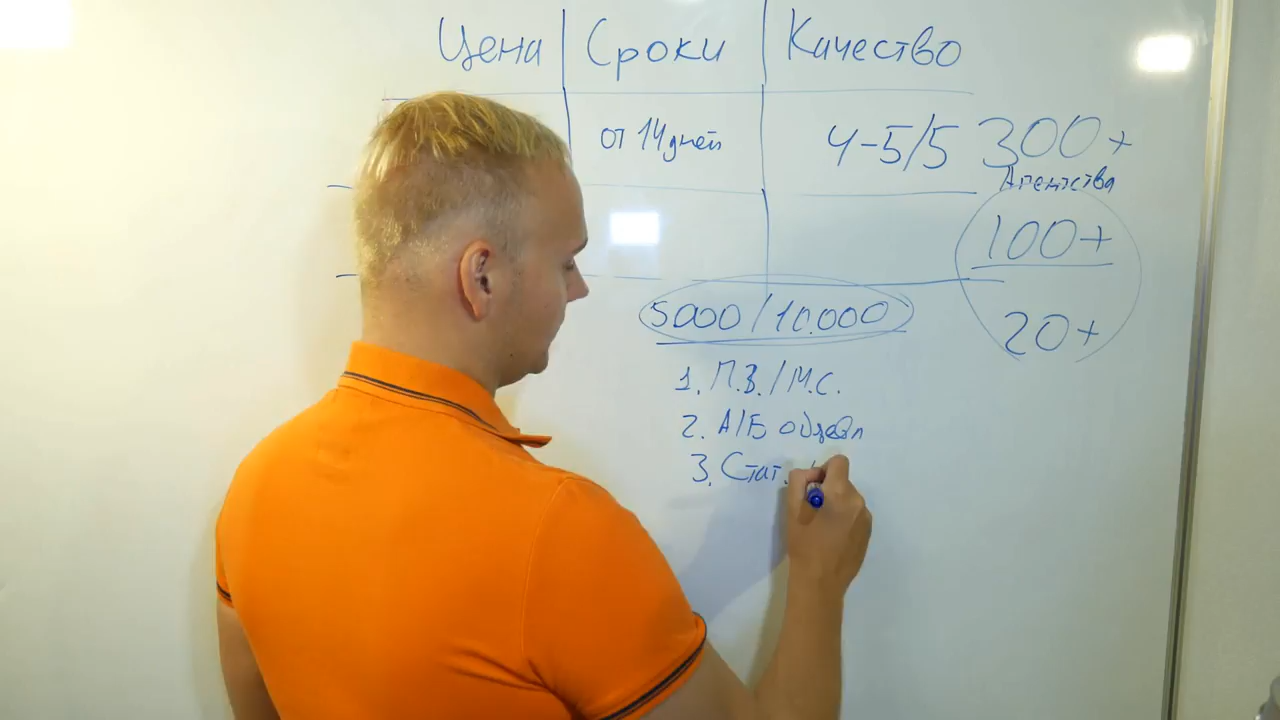 Цена Сроки Качество
от 14 дней 4-5/5 300+
Агентства
100+
5000/10.000
20+
1. П.В./М.С.
2. А/Б
3. Стат.